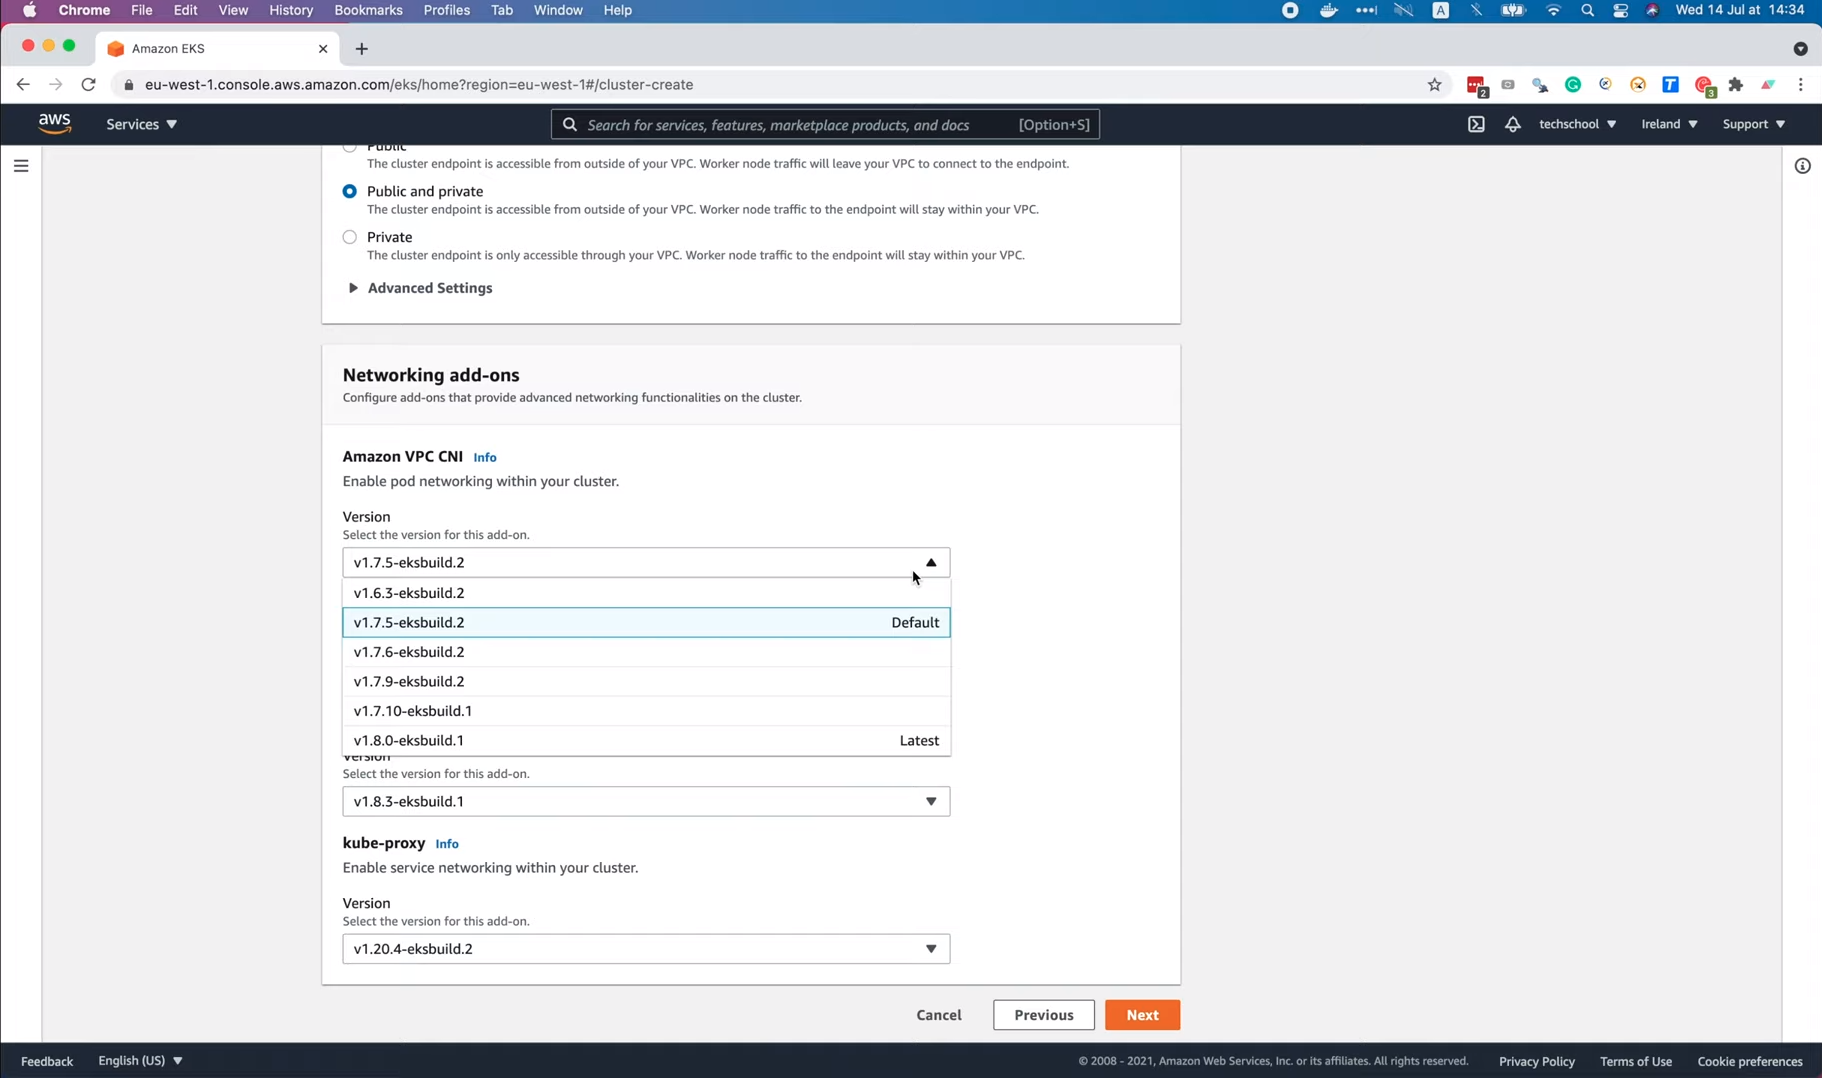 Chrome File Edit View History Bookmarks Profiles Tab Window Help A Wed 14 Jul at 14:34
Amazon EKS
eu-west-1.console.aws.amazon.com/eks/home?region=eu-west-1#/cluster-create 2 T 3
aws Services Search for services, features, marketplace products, and docs [Option+S] techschool Ireland Support
Public
The cluster endpoint is accessible from outside of your VPC. Worker node traffic will leave your VPC to connect to the endpoint.
Public and private
The cluster endpoint is accessible from outside of your VPC. Worker node traffic to the endpoint will stay within your VPC.
Private
The cluster endpoint is only accessible through your VPC. Worker node traffic to the endpoint will stay within your VPC.
Advanced Settings
Networking add-ons
Configure add-ons that provide advanced networking functionalities on the cluster.
Amazon VPC CNI Info
Enable pod networking within your cluster.
Version
Select the version for this add-on.
v1.7.5-eksbuild.2
v1.6.3-eksbuild.2
v1.7.5-eksbuild.2 Default
v1.7.6-eksbuild.2
v1.7.9-eksbuild.2
v1.7.10-eksbuild.1
v1.8.0-eksbuild.1 Latest
Version
Select the version for this add-on.
v1.8.3-eksbuild.1
kube-proxy Info
Enable service networking within your cluster.
Version
Select the version for this add-on.
v1.20.4-eksbuild.2
Cancel Previous Next
Feedback English (US) © 2008 - 2021, Amazon Web Services, Inc. or its affiliates. All rights reserved. Privacy Policy Terms of Use Cookie preferences